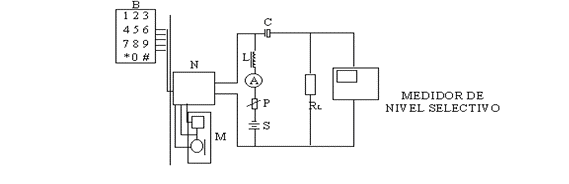 B
1 2 3
4 5 6
7 8 9
* 0 #
N
M
C
L
A
P
S
RL
MEDIDOR DE
NIVEL SELECTIVO